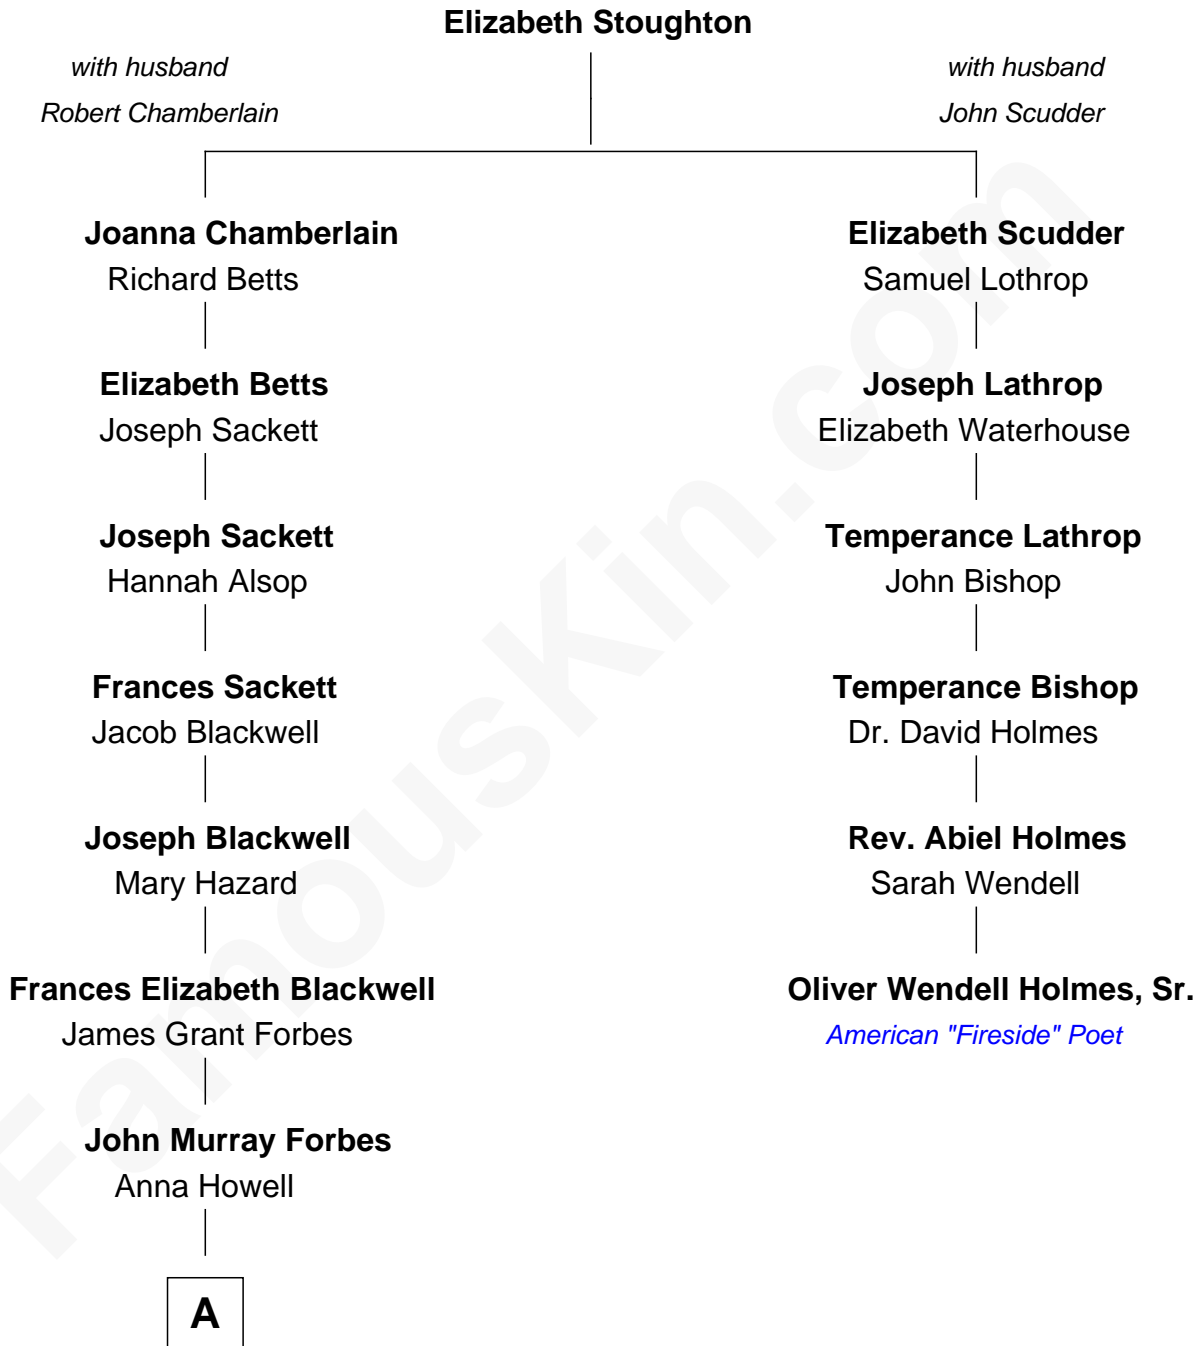 Elizabeth Stoughton
with husband
Robert Chamberlain
with husband
John Scudder
Joanna Chamberlain
Richard Betts
Elizabeth Scudder
Samuel Lothrop
Elizabeth Betts
Joseph Sackett
Joseph Lathrop
Elizabeth Waterhouse
Joseph Sackett
Hannah Alsop
Temperance Lathrop
John Bishop
Frances Sackett
Jacob Blackwell
Temperance Bishop
Dr. David Holmes
Joseph Blackwell
Mary Hazard
Rev. Abiel Holmes
Sarah Wendell
Frances Elizabeth Blackwell
James Grant Forbes
Oliver Wendell Holmes, Sr.
American "Fireside" Poet
John Murray Forbes
Anna Howell
A
FamousKin.com